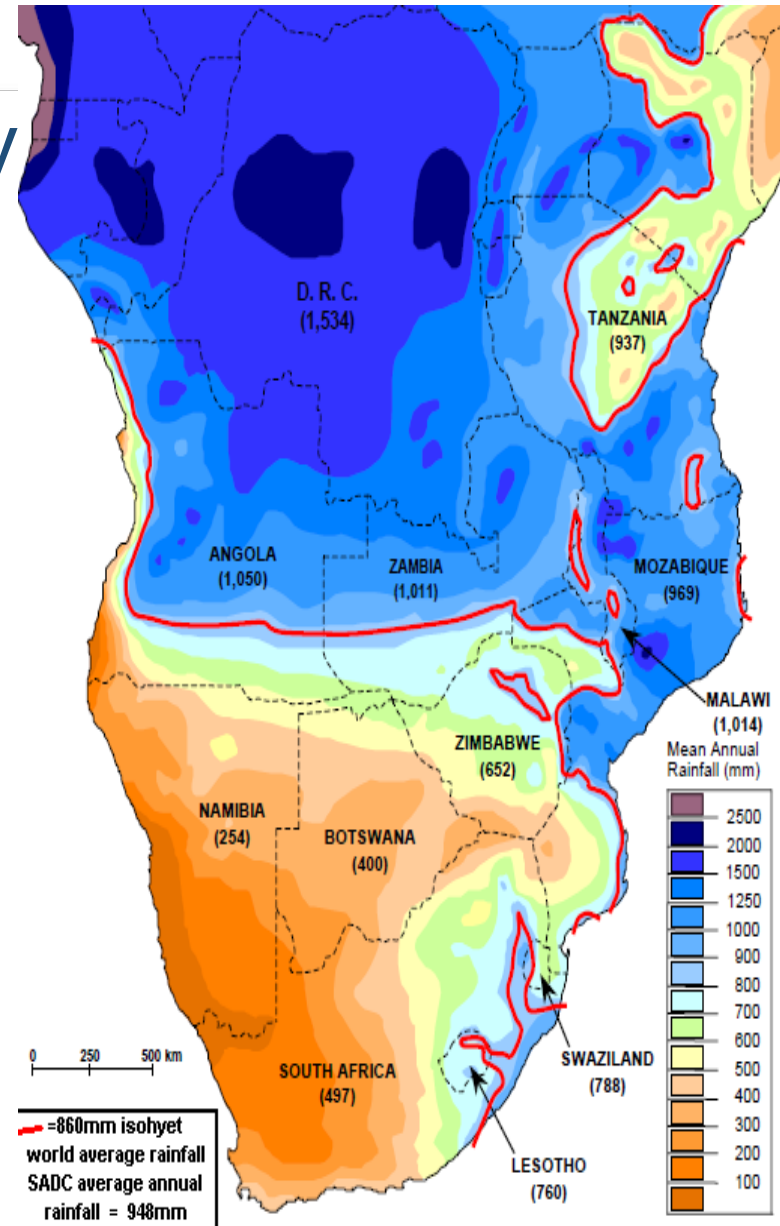 y
D. R. C.
(1,534)
TANZANIA
(937)
ANGOLA
(1,050)
ZAMBIA
(1,011)
MOZABIQUE
(969)
MALAWI
(1,014)
ZIMBABWE
(652)
NAMIBIA
(254)
BOTSWANA
(400)
SOUTH AFRICA
(497)
SWAZILAND
(788)
LESOTHO
(760)
Mean Annual
Rainfall (mm)
2500
2000
1500
1250
1000
900
800
700
600
500
400
300
200
100
0 250 500 km
=860mm isohyet
world average rainfall
SADC average annual
rainfall = 948mm